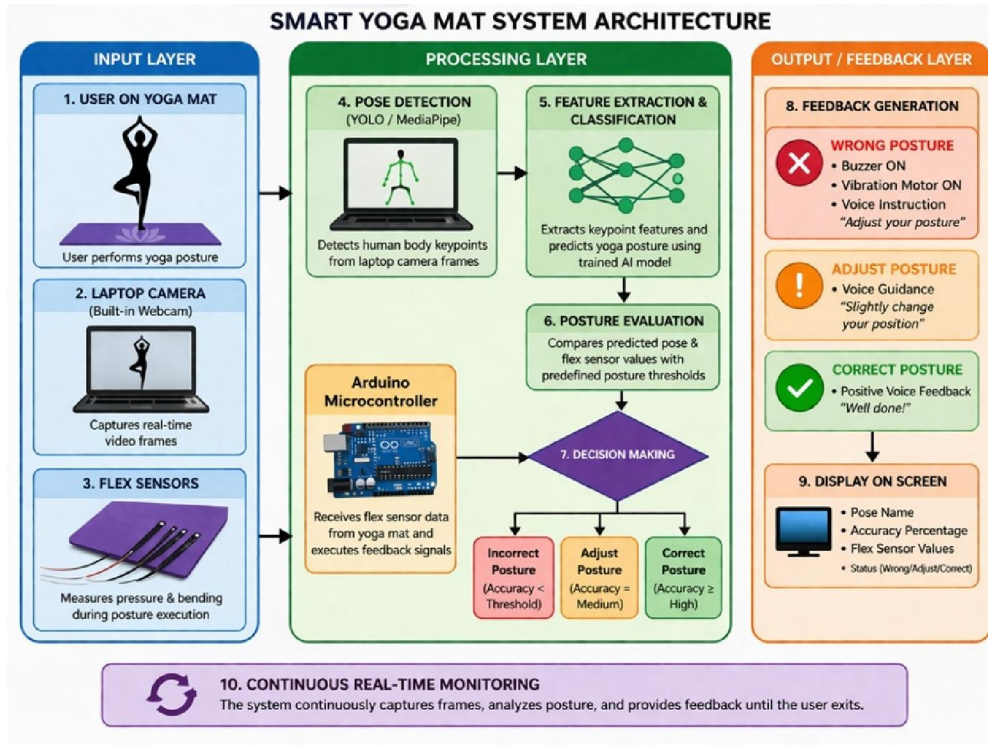 SMART YOGA MAT SYSTEM ARCHITECTURE
INPUT LAYER
1. USER ON YOGA MAT
User performs yoga posture
2. LAPTOP CAMERA
(Built-in Webcam)
Captures real-time
video frames
3. FLEX SENSORS
Measures pressure & bending
during posture execution
PROCESSING LAYER
4. POSE DETECTION
(YOLO / MediaPipe)
Detects human body keypoints
from laptop camera frames
5. FEATURE EXTRACTION &
CLASSIFICATION
Extracts keypoint features and
predicts yoga posture using
trained AI model
6. POSTURE EVALUATION
Compares predicted pose &
flex sensor values with
predefined posture thresholds
Arduino
Microcontroller
Receives flex sensor data
from yoga mat and
executes feedback signals
7. DECISION MAKING
Incorrect
Posture
(Accuracy <
Threshold)
Adjust
Posture
(Accuracy =
Medium)
Correct
Posture
(Accuracy ≥
High)
OUTPUT / FEEDBACK LAYER
8. FEEDBACK GENERATION
WRONG POSTURE
• Buzzer ON
• Vibration Motor ON
• Voice Instruction
"Adjust your posture"
ADJUST POSTURE
• Voice Guidance
"Slightly change
your position"
CORRECT POSTURE
• Positive Voice Feedback
"Well done!"
9. DISPLAY ON SCREEN
• Pose Name
• Accuracy Percentage
• Flex Sensor Values
• Status (Wrong/Adjust/Correct)
10. CONTINUOUS REAL-TIME MONITORING
The system continuously captures frames, analyzes posture, and provides feedback until the user exits.